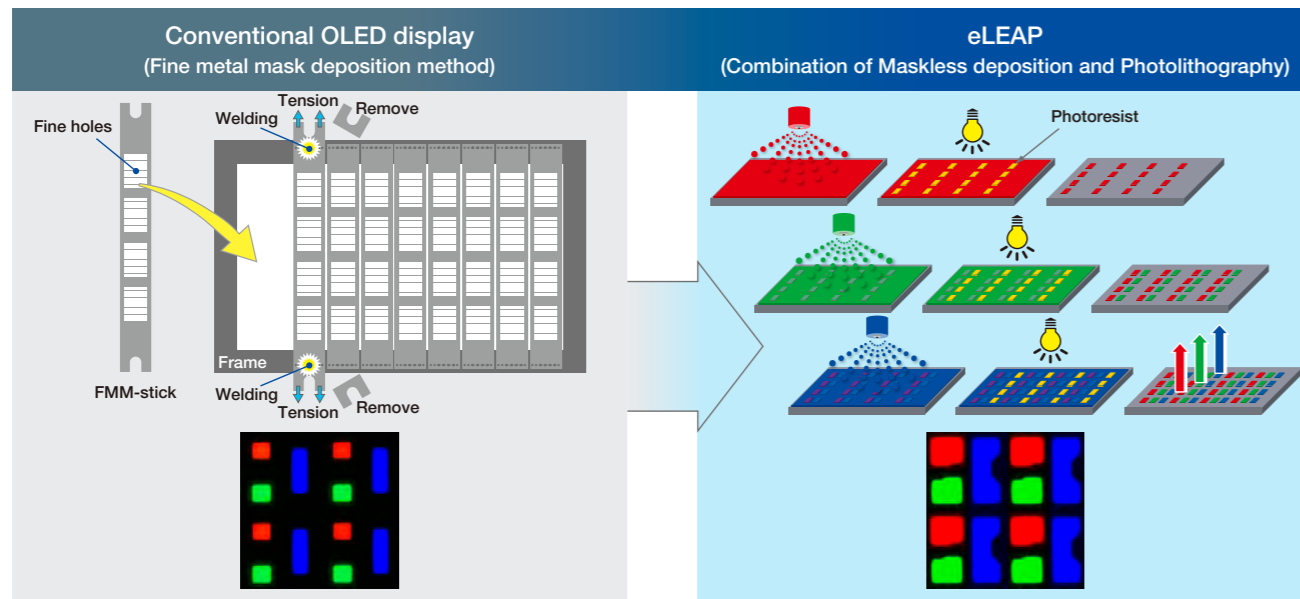 Conventional OLED display
(Fine metal mask deposition method)
Fine holes
Tension
Welding
Remove
Frame
Welding
Tension
Remove
FMM-stick
eLEAP
(Combination of Maskless deposition and Photolithography)
Photoresist